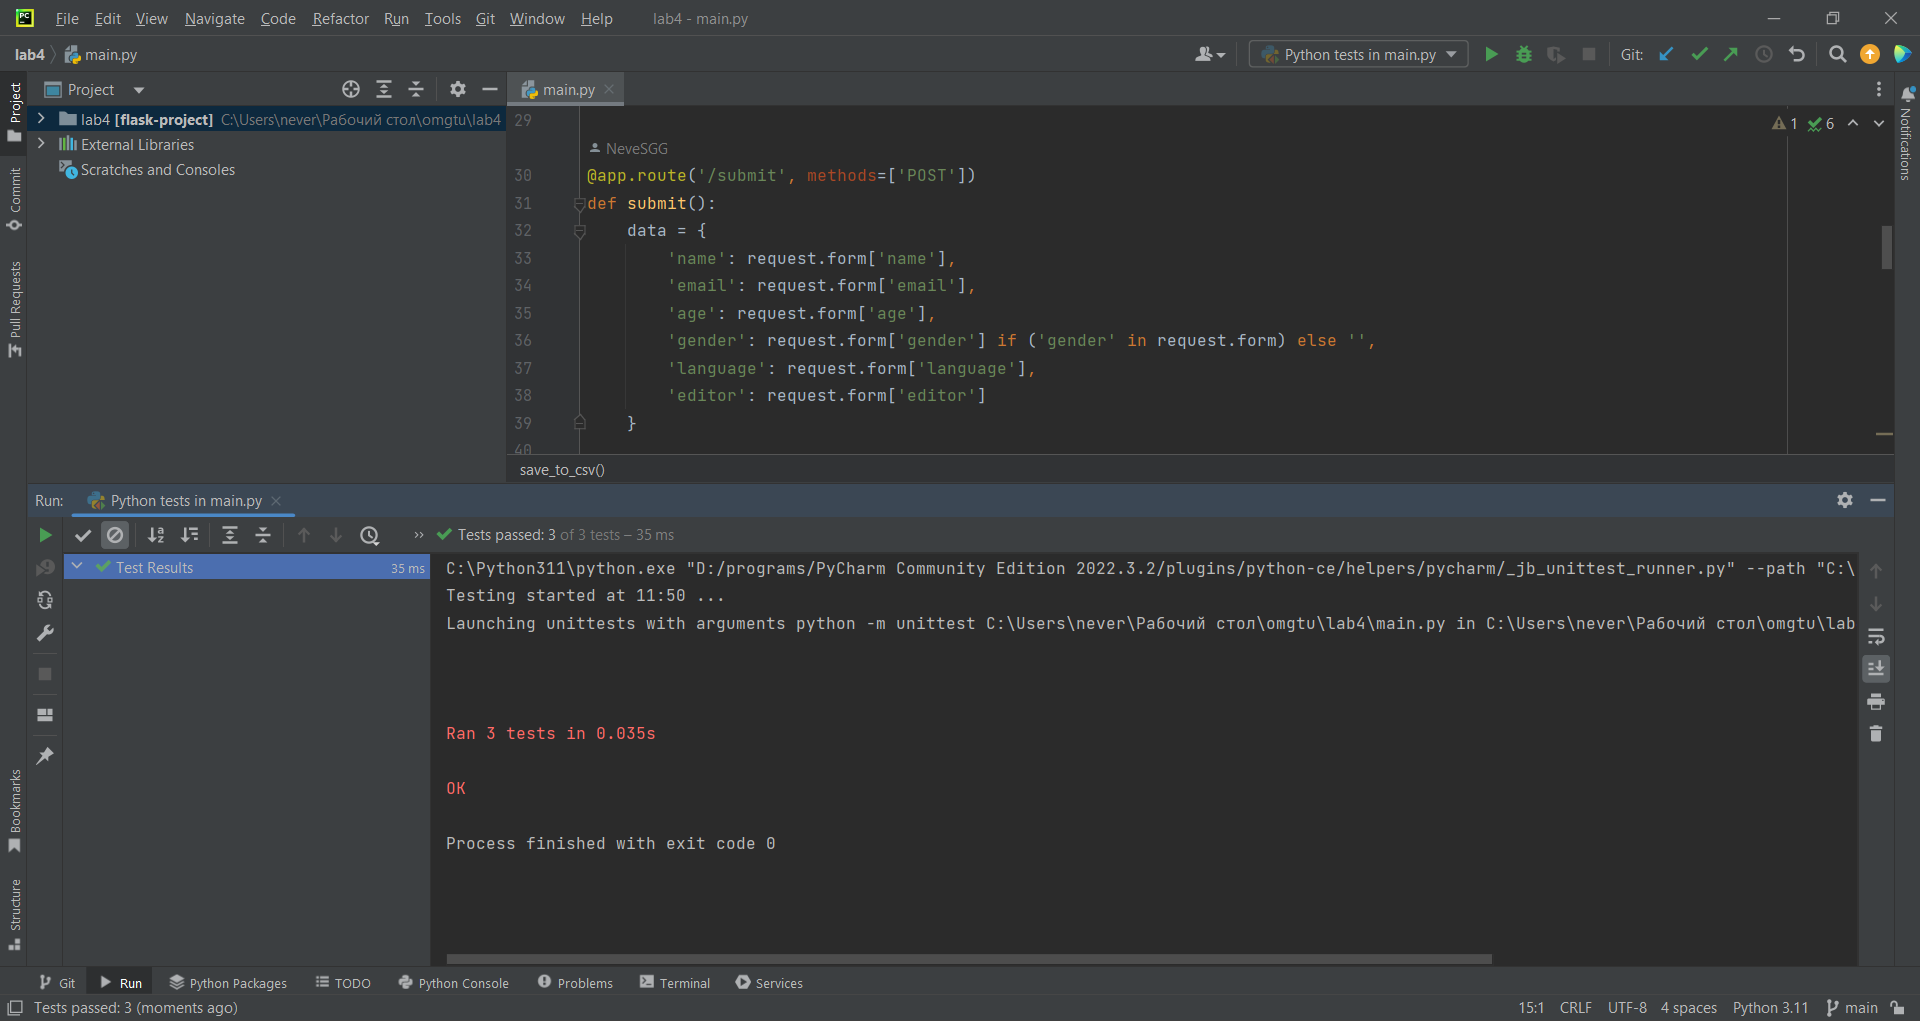 PC
File Edit View Navigate Code Refactor Run Tools Git Window Help lab4 - main.py
lab4 main.py
Python tests in main.py
Git:
Project
main.py
lab4 [flask-project] C:\Users\never\Рабочий стол\omgtu\lab4
External Libraries
Scratches and Consoles
Project
Commit
Pull Requests
Bookmarks
Structure
Notifications
1 6
29
NeveSGG
30 @app.route('/submit', methods=['POST'])
31 def submit():
32 data = {
33 'name': request.form['name'],
34 'email': request.form['email'],
35 'age': request.form['age'],
36 'gender': request.form['gender'] if ('gender' in request.form) else '',
37 'language': request.form['language'],
38 'editor': request.form['editor']
39 }
40
save_to_csv()
Run: Python tests in main.py
Tests passed: 3 of 3 tests – 35 ms
Test Results 35 ms
C:\Python311\python.exe "D:/programs/PyCharm Community Edition 2022.3.2/plugins/python-ce/helpers/pycharm/_jb_unittest_runner.py" --path "C:\
Testing started at 11:50 ...
Launching unittests with arguments python -m unittest C:\Users\never\Рабочий стол\omgtu\lab4\main.py in C:\Users\never\Рабочий стол\omgtu\lab
Ran 3 tests in 0.035s
OK
Process finished with exit code 0
Git Run Python Packages TODO Python Console Problems Terminal Services
Tests passed: 3 (moments ago) 15:1 CRLF UTF-8 4 spaces Python 3.11 main